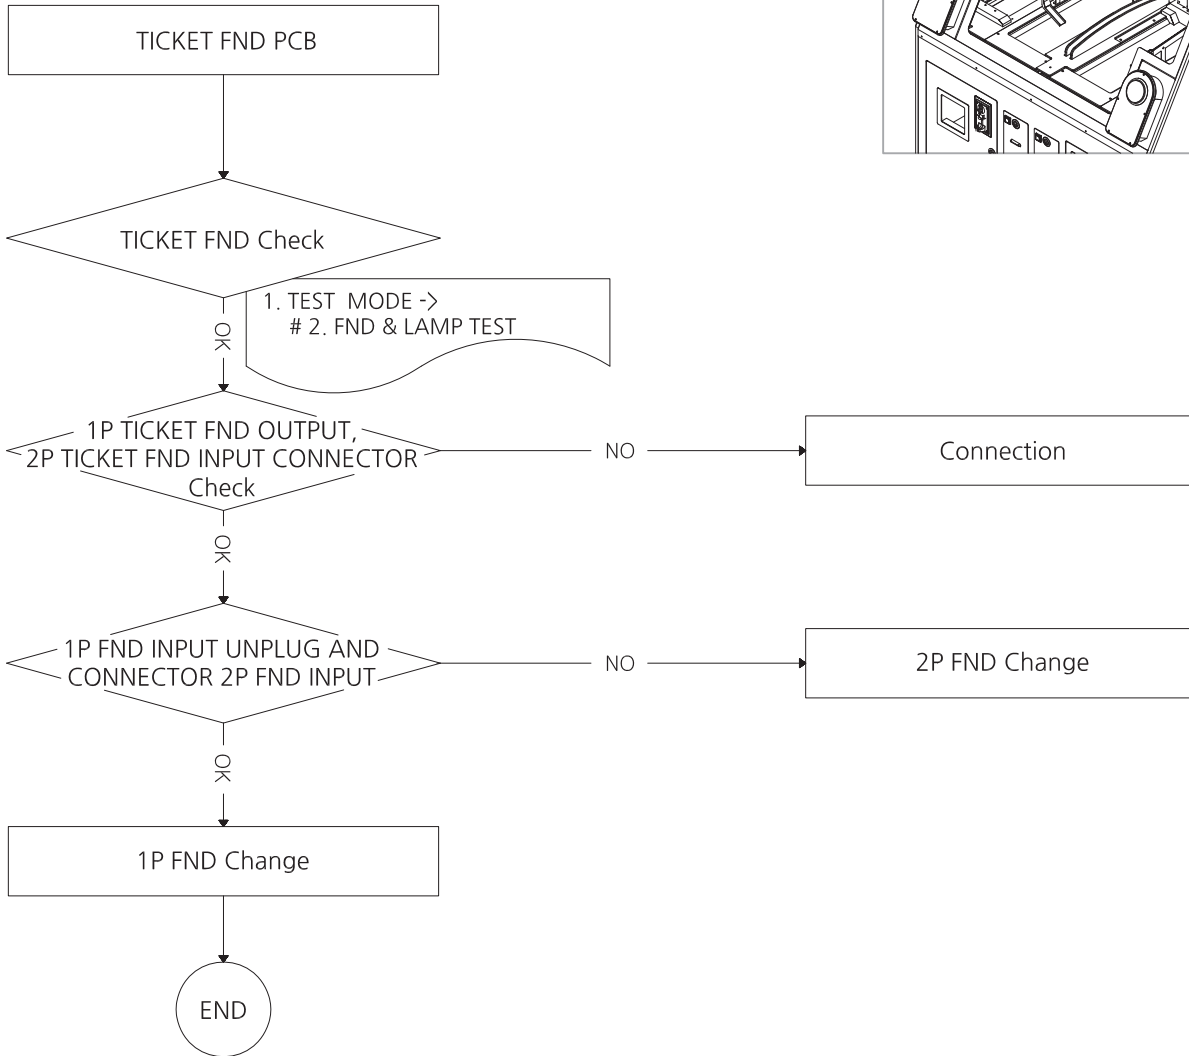 TICKET FND PCB
TICKET FND Check
1. TEST MODE ->
# 2. FND & LAMP TEST
OK
1P TICKET FND OUTPUT,
2P TICKET FND INPUT CONNECTOR
Check
NO
Connection
OK
1P FND INPUT UNPLUG AND
CONNECTOR 2P FND INPUT
NO
2P FND Change
OK
1P FND Change
END